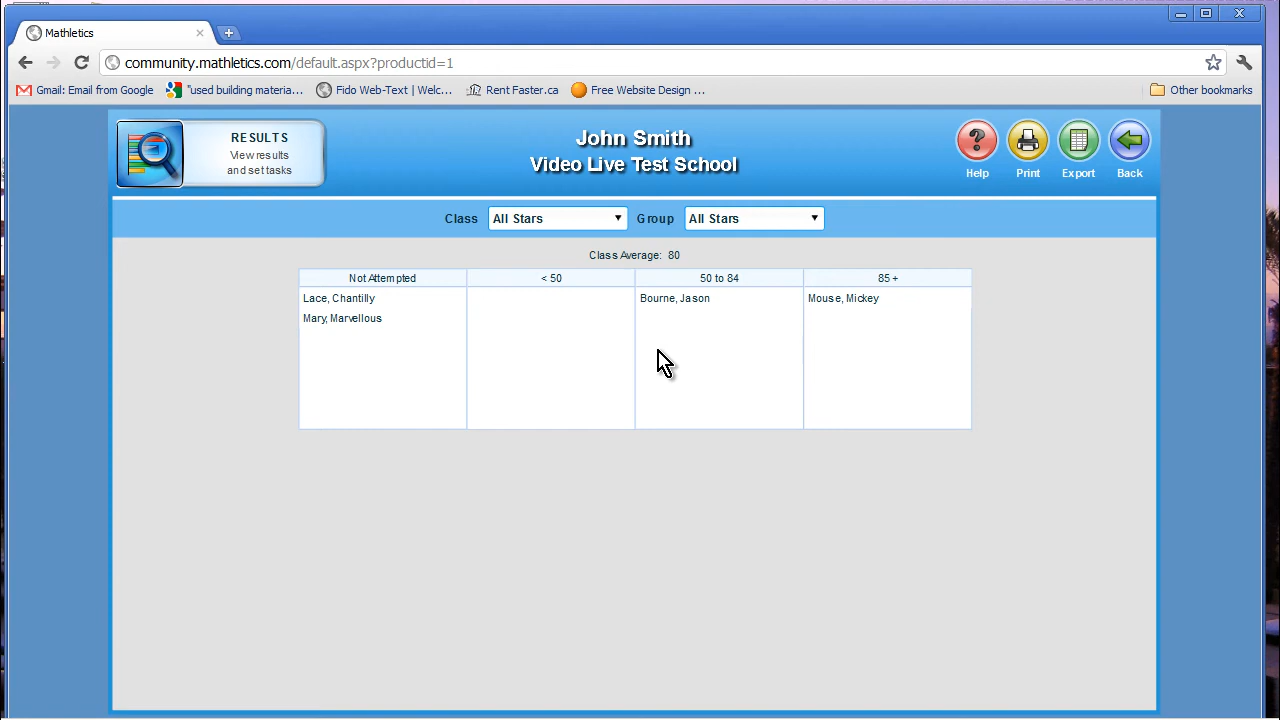 Mathletics
community.mathletics.com/default.aspx?productid=1
Gmail: Email from Google
"used building materia...
Fido Web-Text | Welc...
Rent Faster.ca
Free Website Design ...
Other bookmarks
RESULTS
View results
and set tasks
John Smith
Video Live Test School
Help
Print
Export
Back
Class
All Stars
Group
All Stars
Class Average: 80
Not Attempted
< 50
50 to 84
85 +
Lace, Chantilly
Bourne, Jason
Mouse, Mickey
Mary, Marvellous